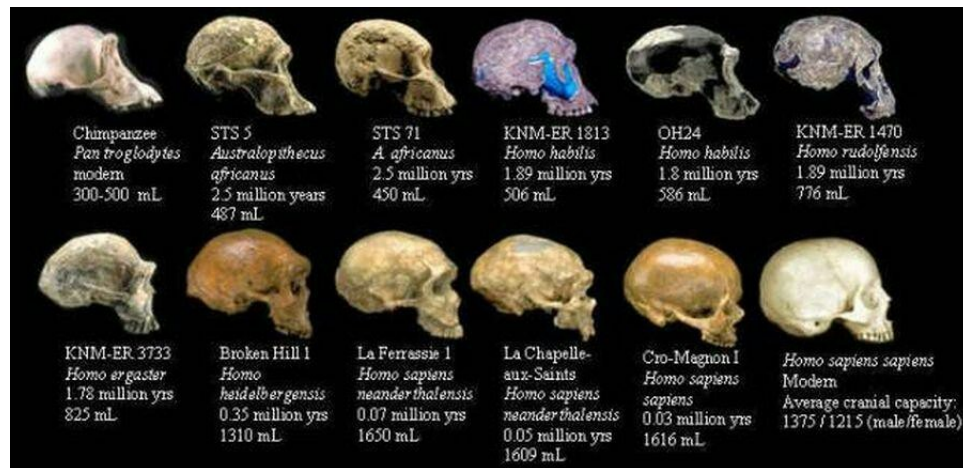 Chimpanzee
Pan troglodytes
modern
300-500 mL
STS 5
Australopithecus
africanus
2.5 million years
487 mL
STS 71
A. africanus
2.5 million yrs
450 mL
KNM-ER 1813
Homo habilis
1.89 million yrs
506 mL
OH24
Homo habilis
1.8 million yrs
586 mL
KNM-ER 1470
Homo rudolfensis
1.89 million yrs
776 mL
KNM-ER 3733
Homo ergaster
1.78 million yrs
825 mL
Broken Hill 1
Homo
heidelbergensis
0.35 million yrs
1310 mL
La Ferrassie 1
Homo sapiens
neanderthalensis
0.07 million yrs
1650 mL
La Chapelle-
aux-Saints
Homo sapiens
neanderthalensis
0.05 million yrs
1609 mL
Cro-Magnon I
Homo sapiens
sapiens
0.03 million yrs
1616 mL
Homo sapiens sapiens
Modern
Average cranial capacity:
1375 / 1215 (male/female)